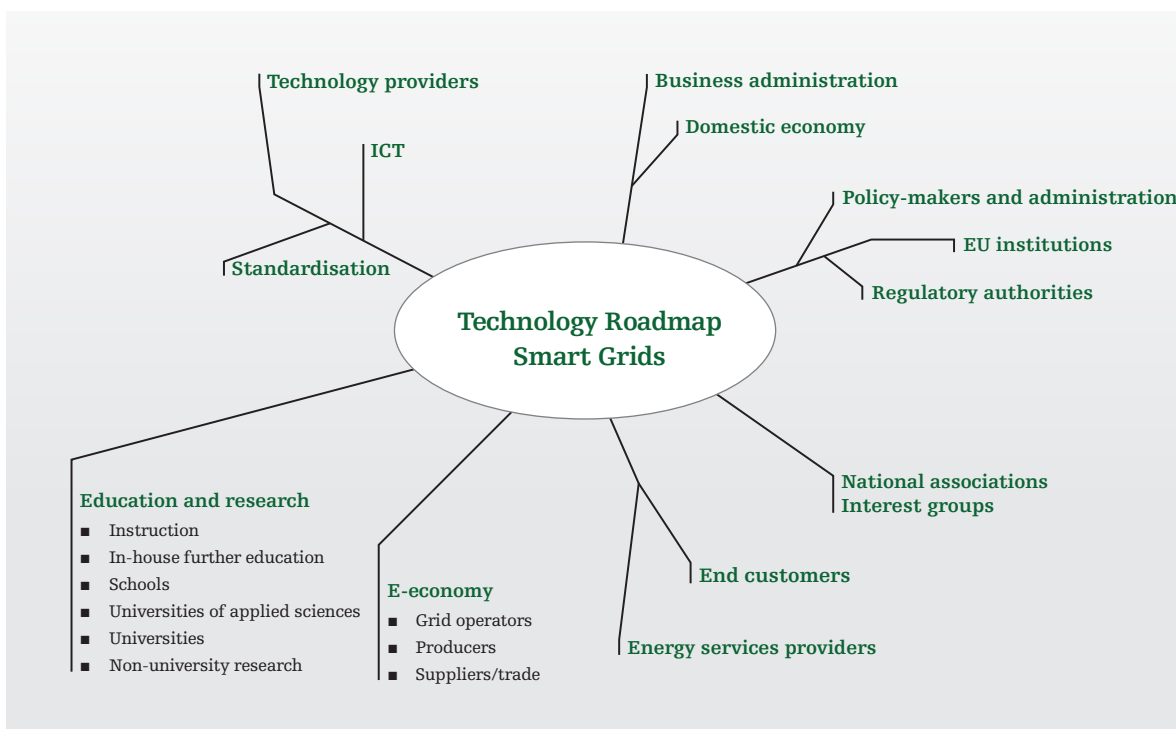 Technology providers
Business administration
Domestic economy
ICT
Policy-makers and administration
EU institutions
Standardisation
Regulatory authorities
Technology Roadmap
Smart Grids
National associations
Interest groups
Education and research
Instruction
In-house further education
Schools
Universities of applied sciences
Universities
Non-university research
E-economy
Grid operators
Producers
Suppliers/trade
End customers
Energy services providers